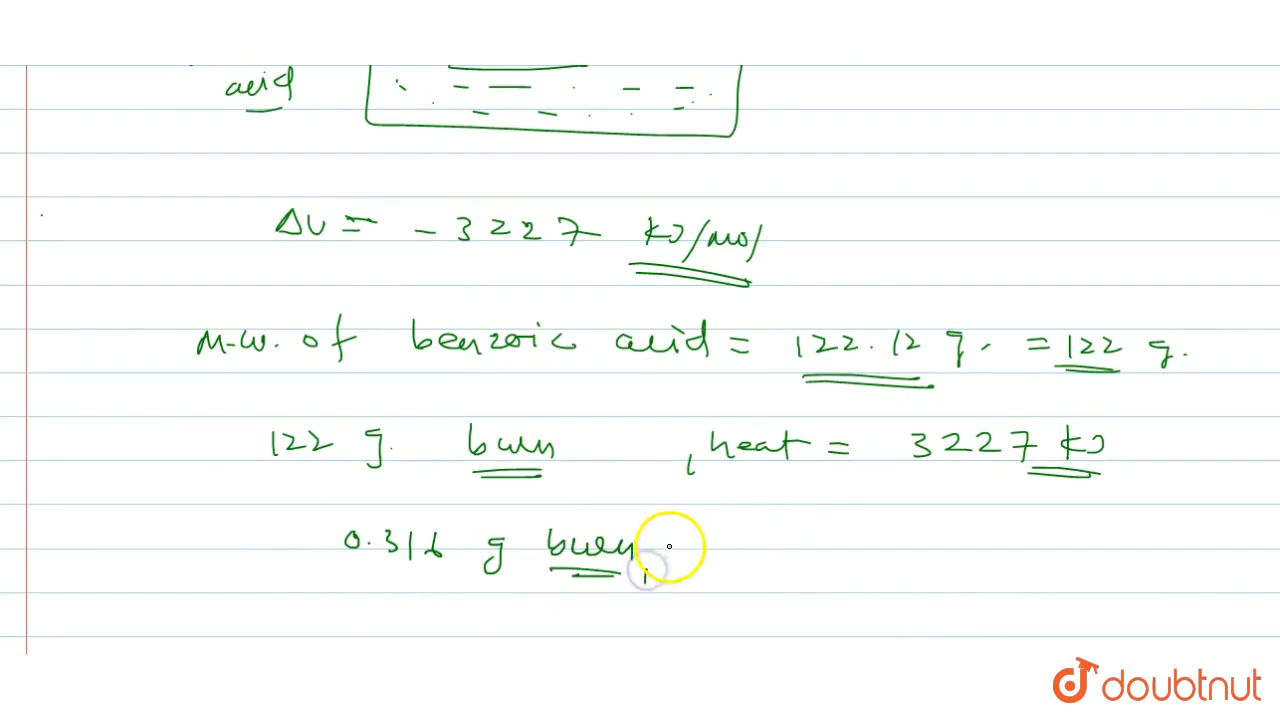 acid
ΔU = - 3227 kJ/mol
M.W. of benzoic acid = 122.12 g. = 122 g.
122 g. burn , heat = 3227 kJ
0.316 g burn,
doubtnut